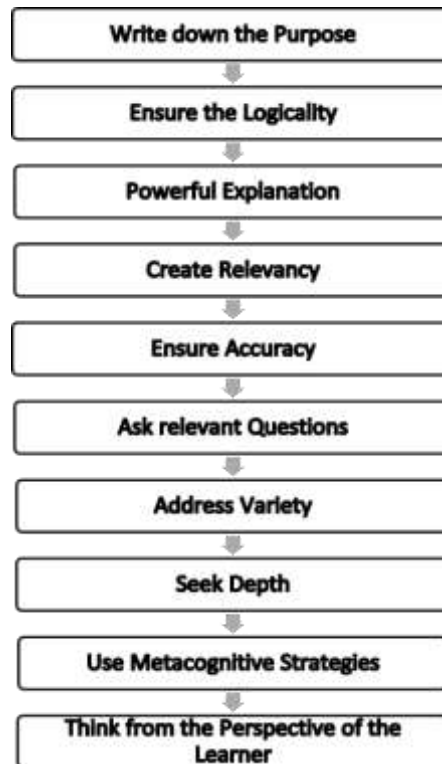 Write down the Purpose
Ensure the Logicality
Powerful Explanation
Create Relevancy
Ensure Accuracy
Ask relevant Questions
Address Variety
Seek Depth
Use Metacognitive Strategies
Think from the Perspective of the
Learner